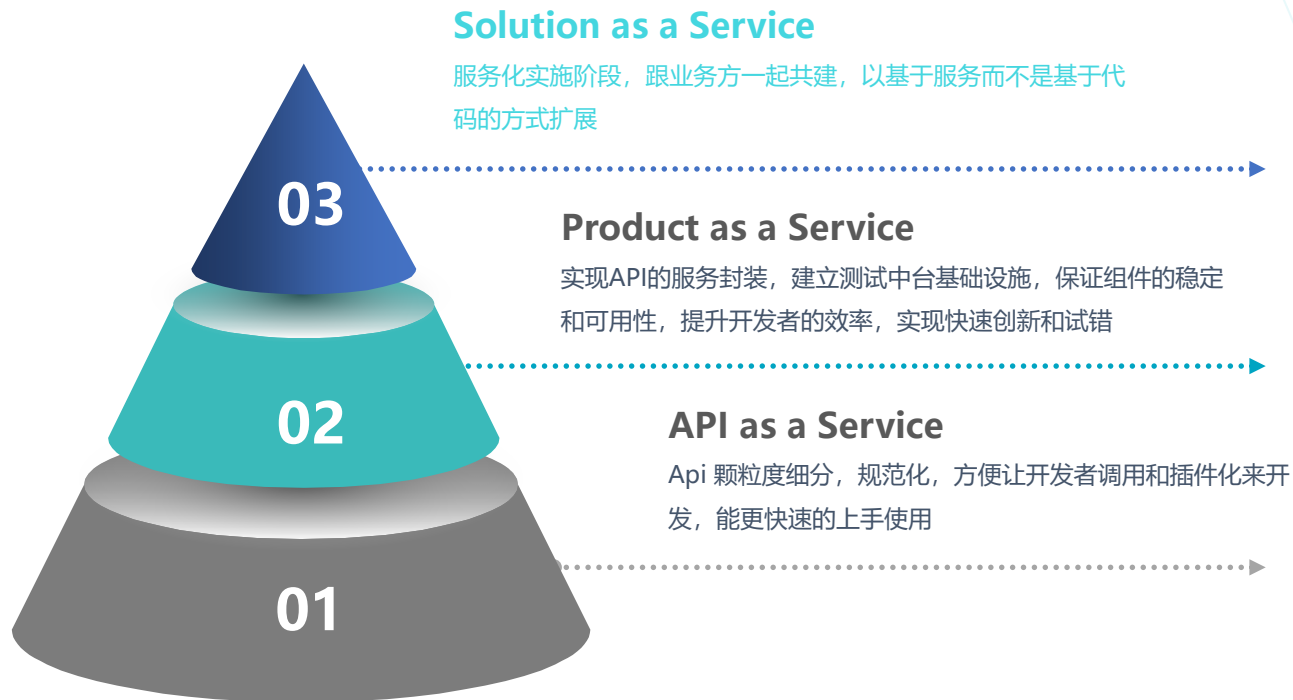 Solution as a Service
服务化实施阶段，跟业务方一起共建，以基于服务而不是基于代
码的方式扩展
03
Product as a Service
实现API的服务封装，建立测试中台基础设施，保证组件的稳定
和可用性，提升开发者的效率，实现快速创新和试错
02
API as a Service
Api 颗粒度细分，规范化，方便让开发者调用和插件化来开
发，能更快速的上手使用
01